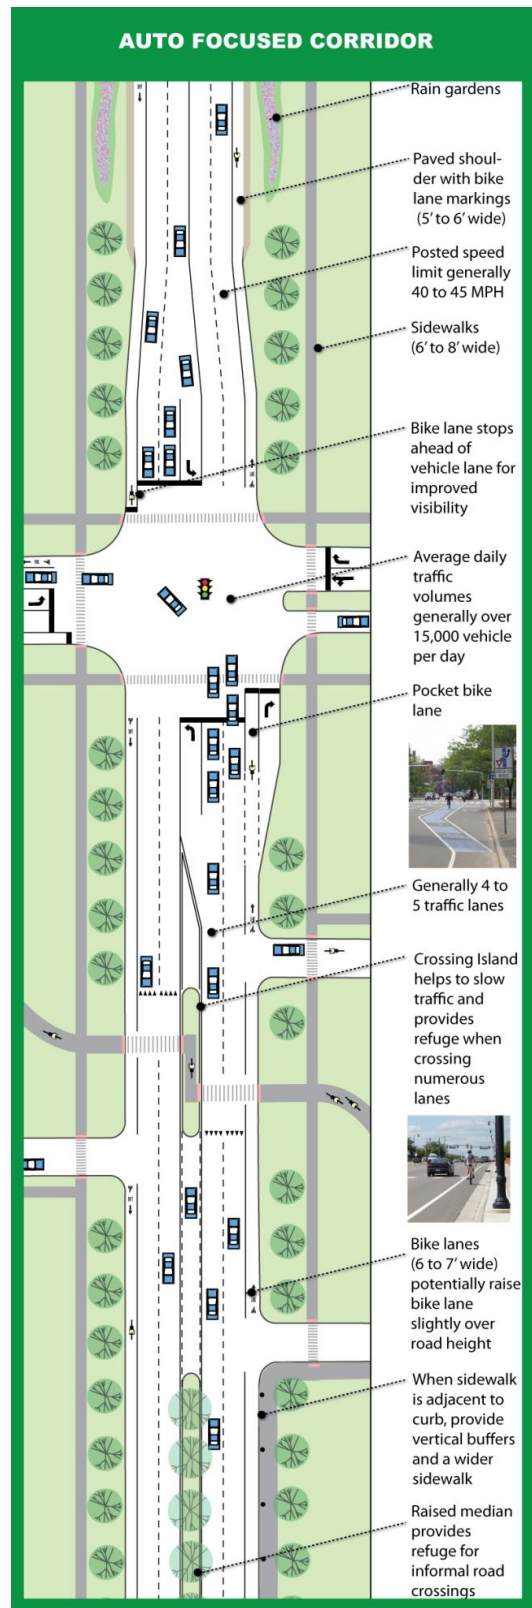 AUTO FOCUSED CORRIDOR
Rain gardens
Paved shoul-
der with bike
lane markings
(5' to 6' wide)
Posted speed
limit generally
40 to 45 MPH
Sidewalks
(6' to 8' wide)
Bike lane stops
ahead of
vehicle lane for
improved
visibility
Average daily
traffic
volumes
generally over
15,000 vehicle
per day
Pocket bike
lane
Generally 4 to
5 traffic lanes
Crossing Island
helps to slow
traffic and
provides
refuge when
crossing
numerous
lanes
Bike lanes
(6 to 7' wide)
potentially raise
bike lane
slightly over
road height
When sidewalk
is adjacent to
curb, provide
vertical buffers
and a wider
sidewalk
Raised median
provides
refuge for
informal road
crossings